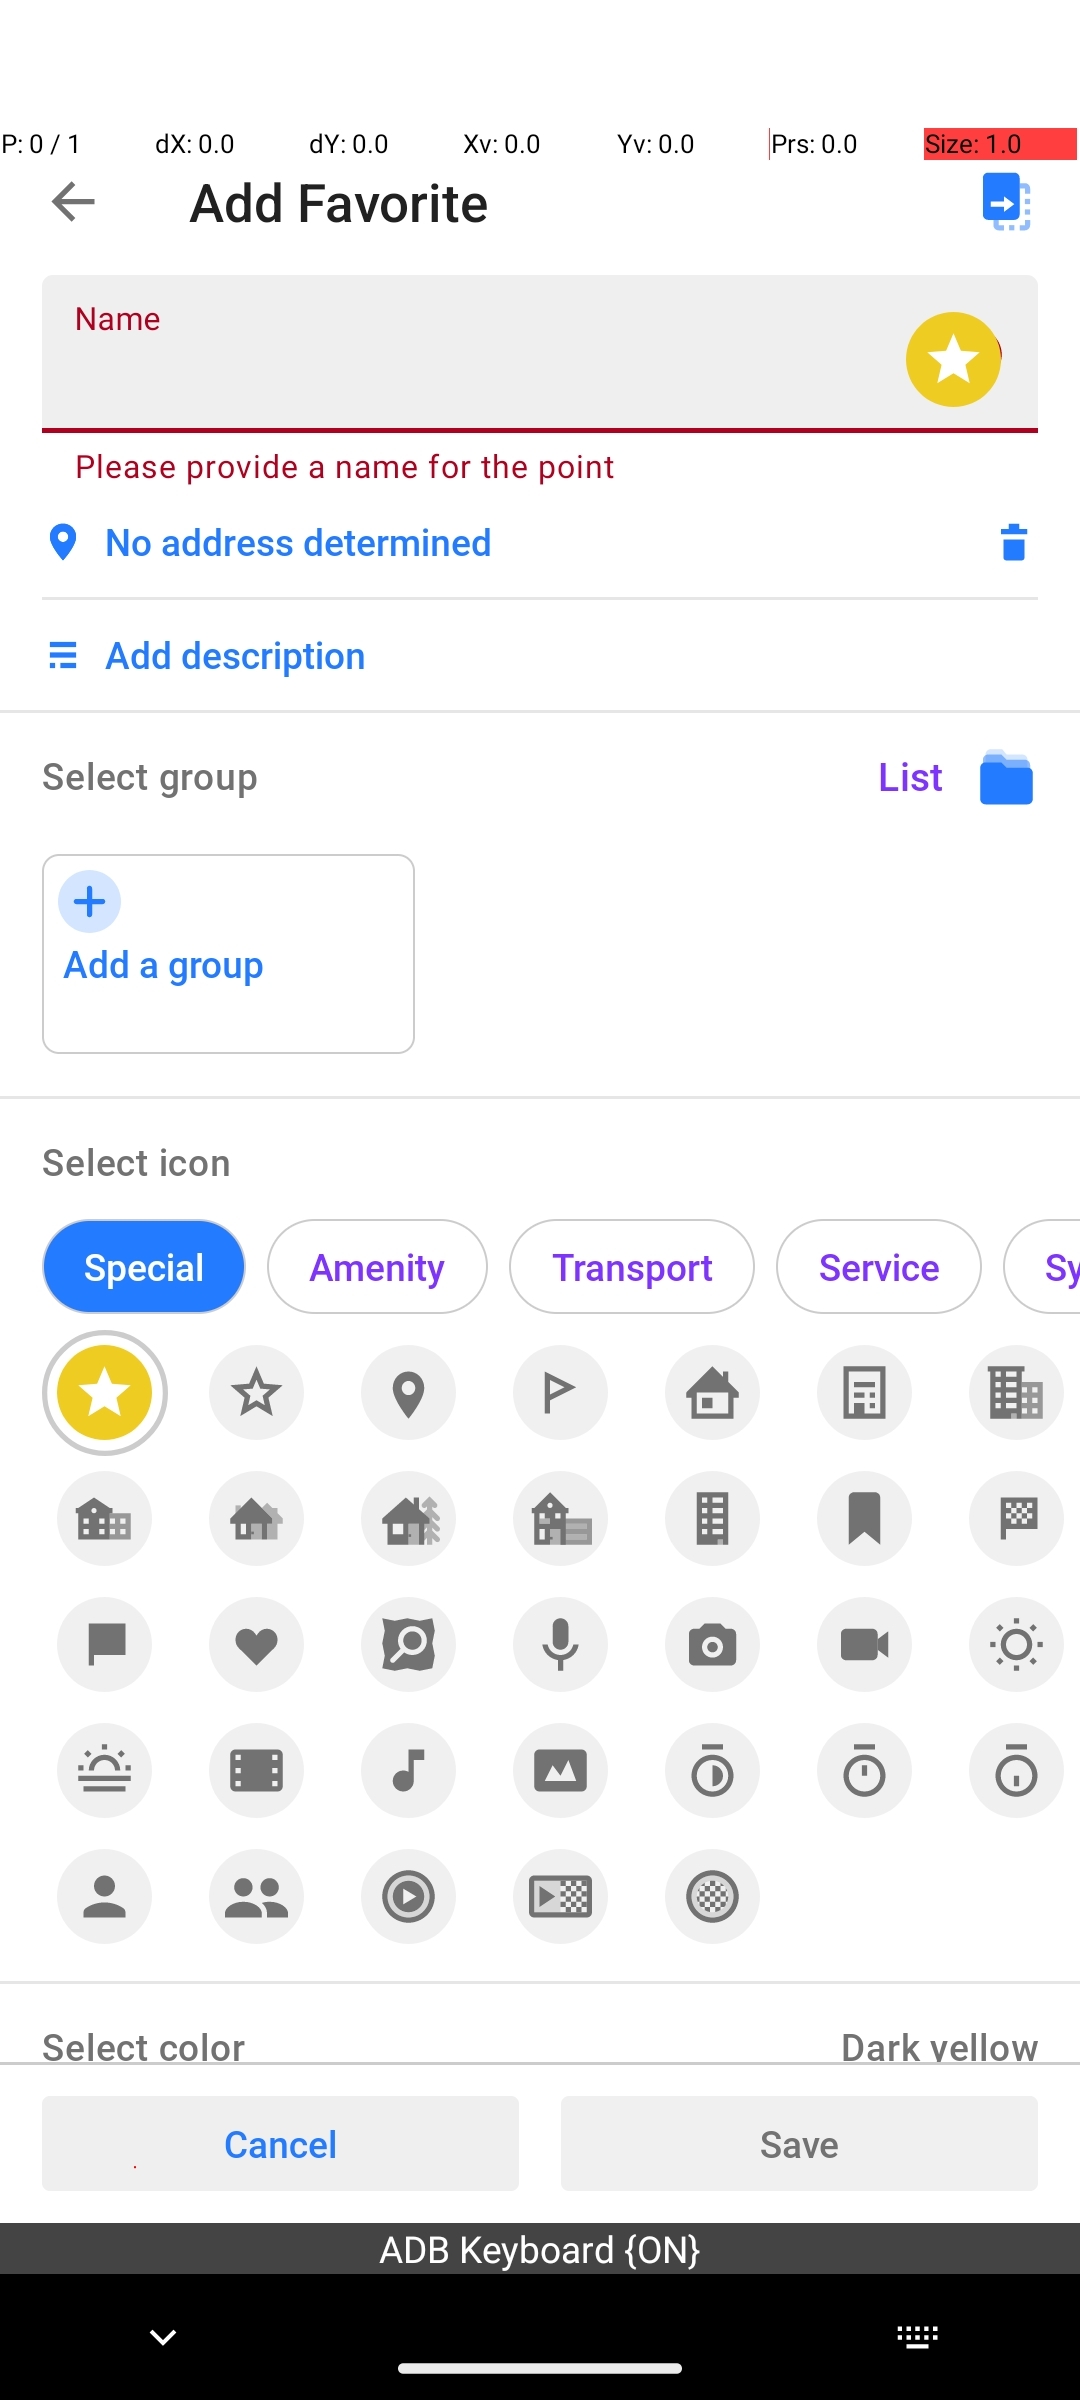 P: 0 / 1 dX: 0.0 dY: 0.0 Xv: 0.0 Yv: 0.0 Prs: 0.0 Size: 1.0
Add Favorite
Name
Please provide a name for the point
No address determined
Add description
Select group List
Add a group
Select icon
Special Amenity Transport Service Sy
Select color Dark yellow
Cancel Save
ADB Keyboard {ON}